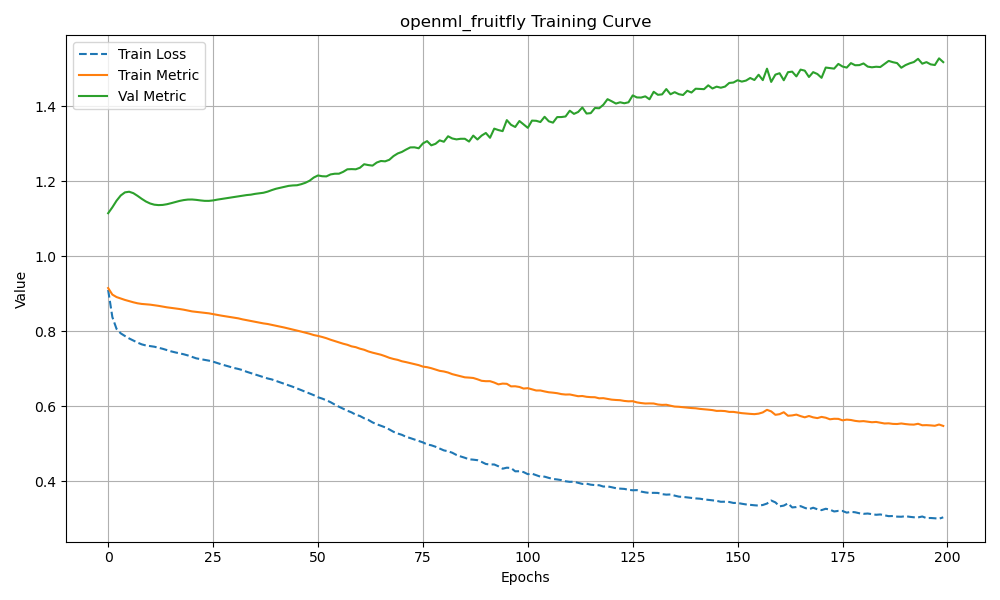 openml_fruitfly Training Curve
Train Loss
Train Metric
Val Metric
Value
1.4
1.2
1.0
0.8
0.6
0.4
0 25 50 75 100 125 150 175 200
Epochs